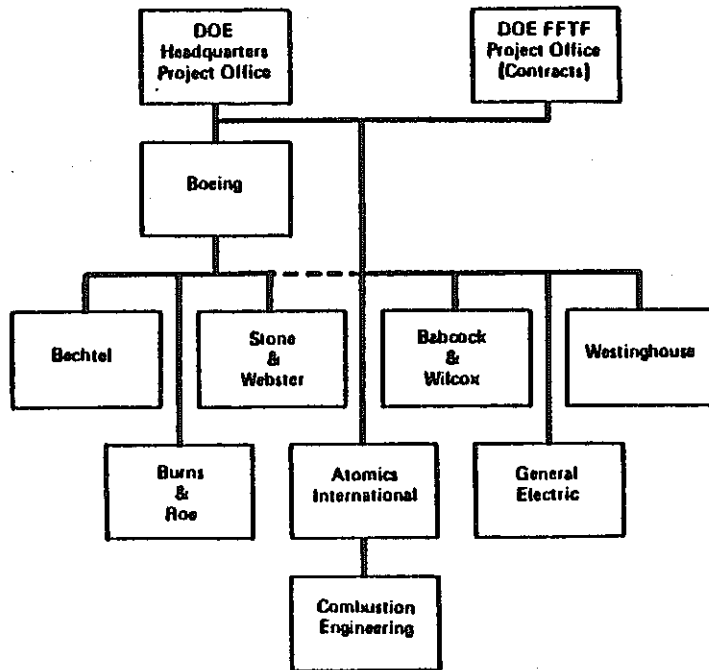 DOE
Headquarters
Project Office
DOE FFTF
Project Office
(Contracts)
Boeing
Bechtel
Stone
&
Webster
Babcock
&
Wilcox
Westinghouse
Burns
&
Roe
Atomics
International
General
Electric
Combustion
Engineering